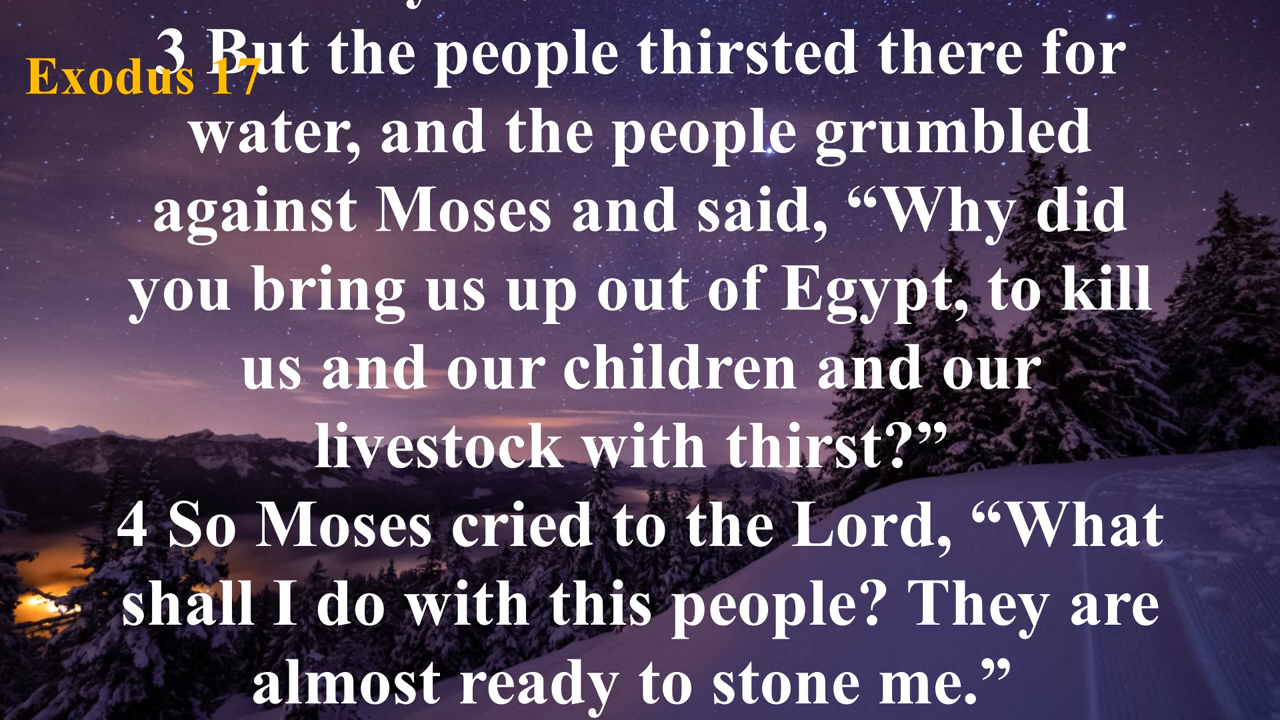 Exodus 17
3 But the people thirsted there for
water, and the people grumbled
against Moses and said, “Why did
you bring us up out of Egypt, to kill
us and our children and our
livestock with thirst?”
4 So Moses cried to the Lord, “What
shall I do with this people? They are
almost ready to stone me.”